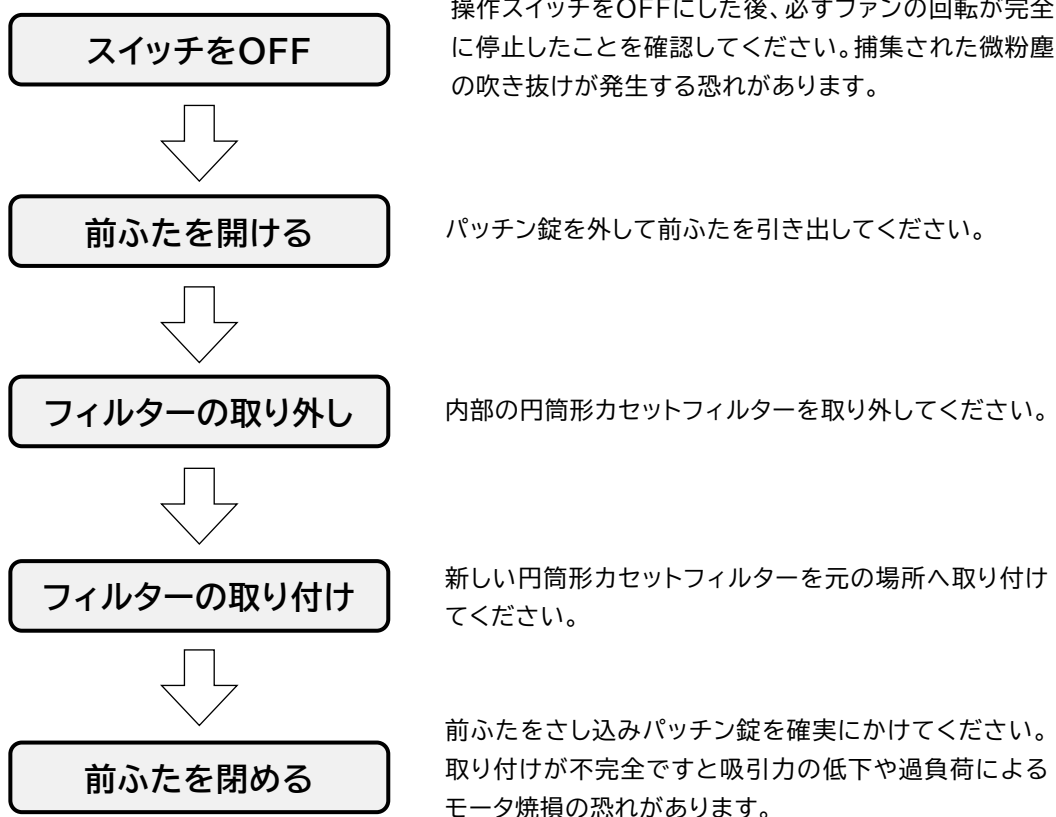 スイッチをOFF
操作スイッチをOFFにした後、必ずファンの回転が完全
に停止したことを確認してください。捕集された微粉塵
の吹き抜けが発生する恐れがあります。
前ふたを開ける
パッチン錠を外して前ふたを引き出してください。
フィルターの取り外し
内部の円筒形カセットフィルターを取り外してください。
フィルターの取り付け
新しい円筒形カセットフィルターを元の場所へ取り付け
てください。
前ふたを閉める
前ふたをさし込みパッチン錠を確実にかけてください。
取り付けが不完全ですと吸引力の低下や過負荷による
モータ焼損の恐れがあります。